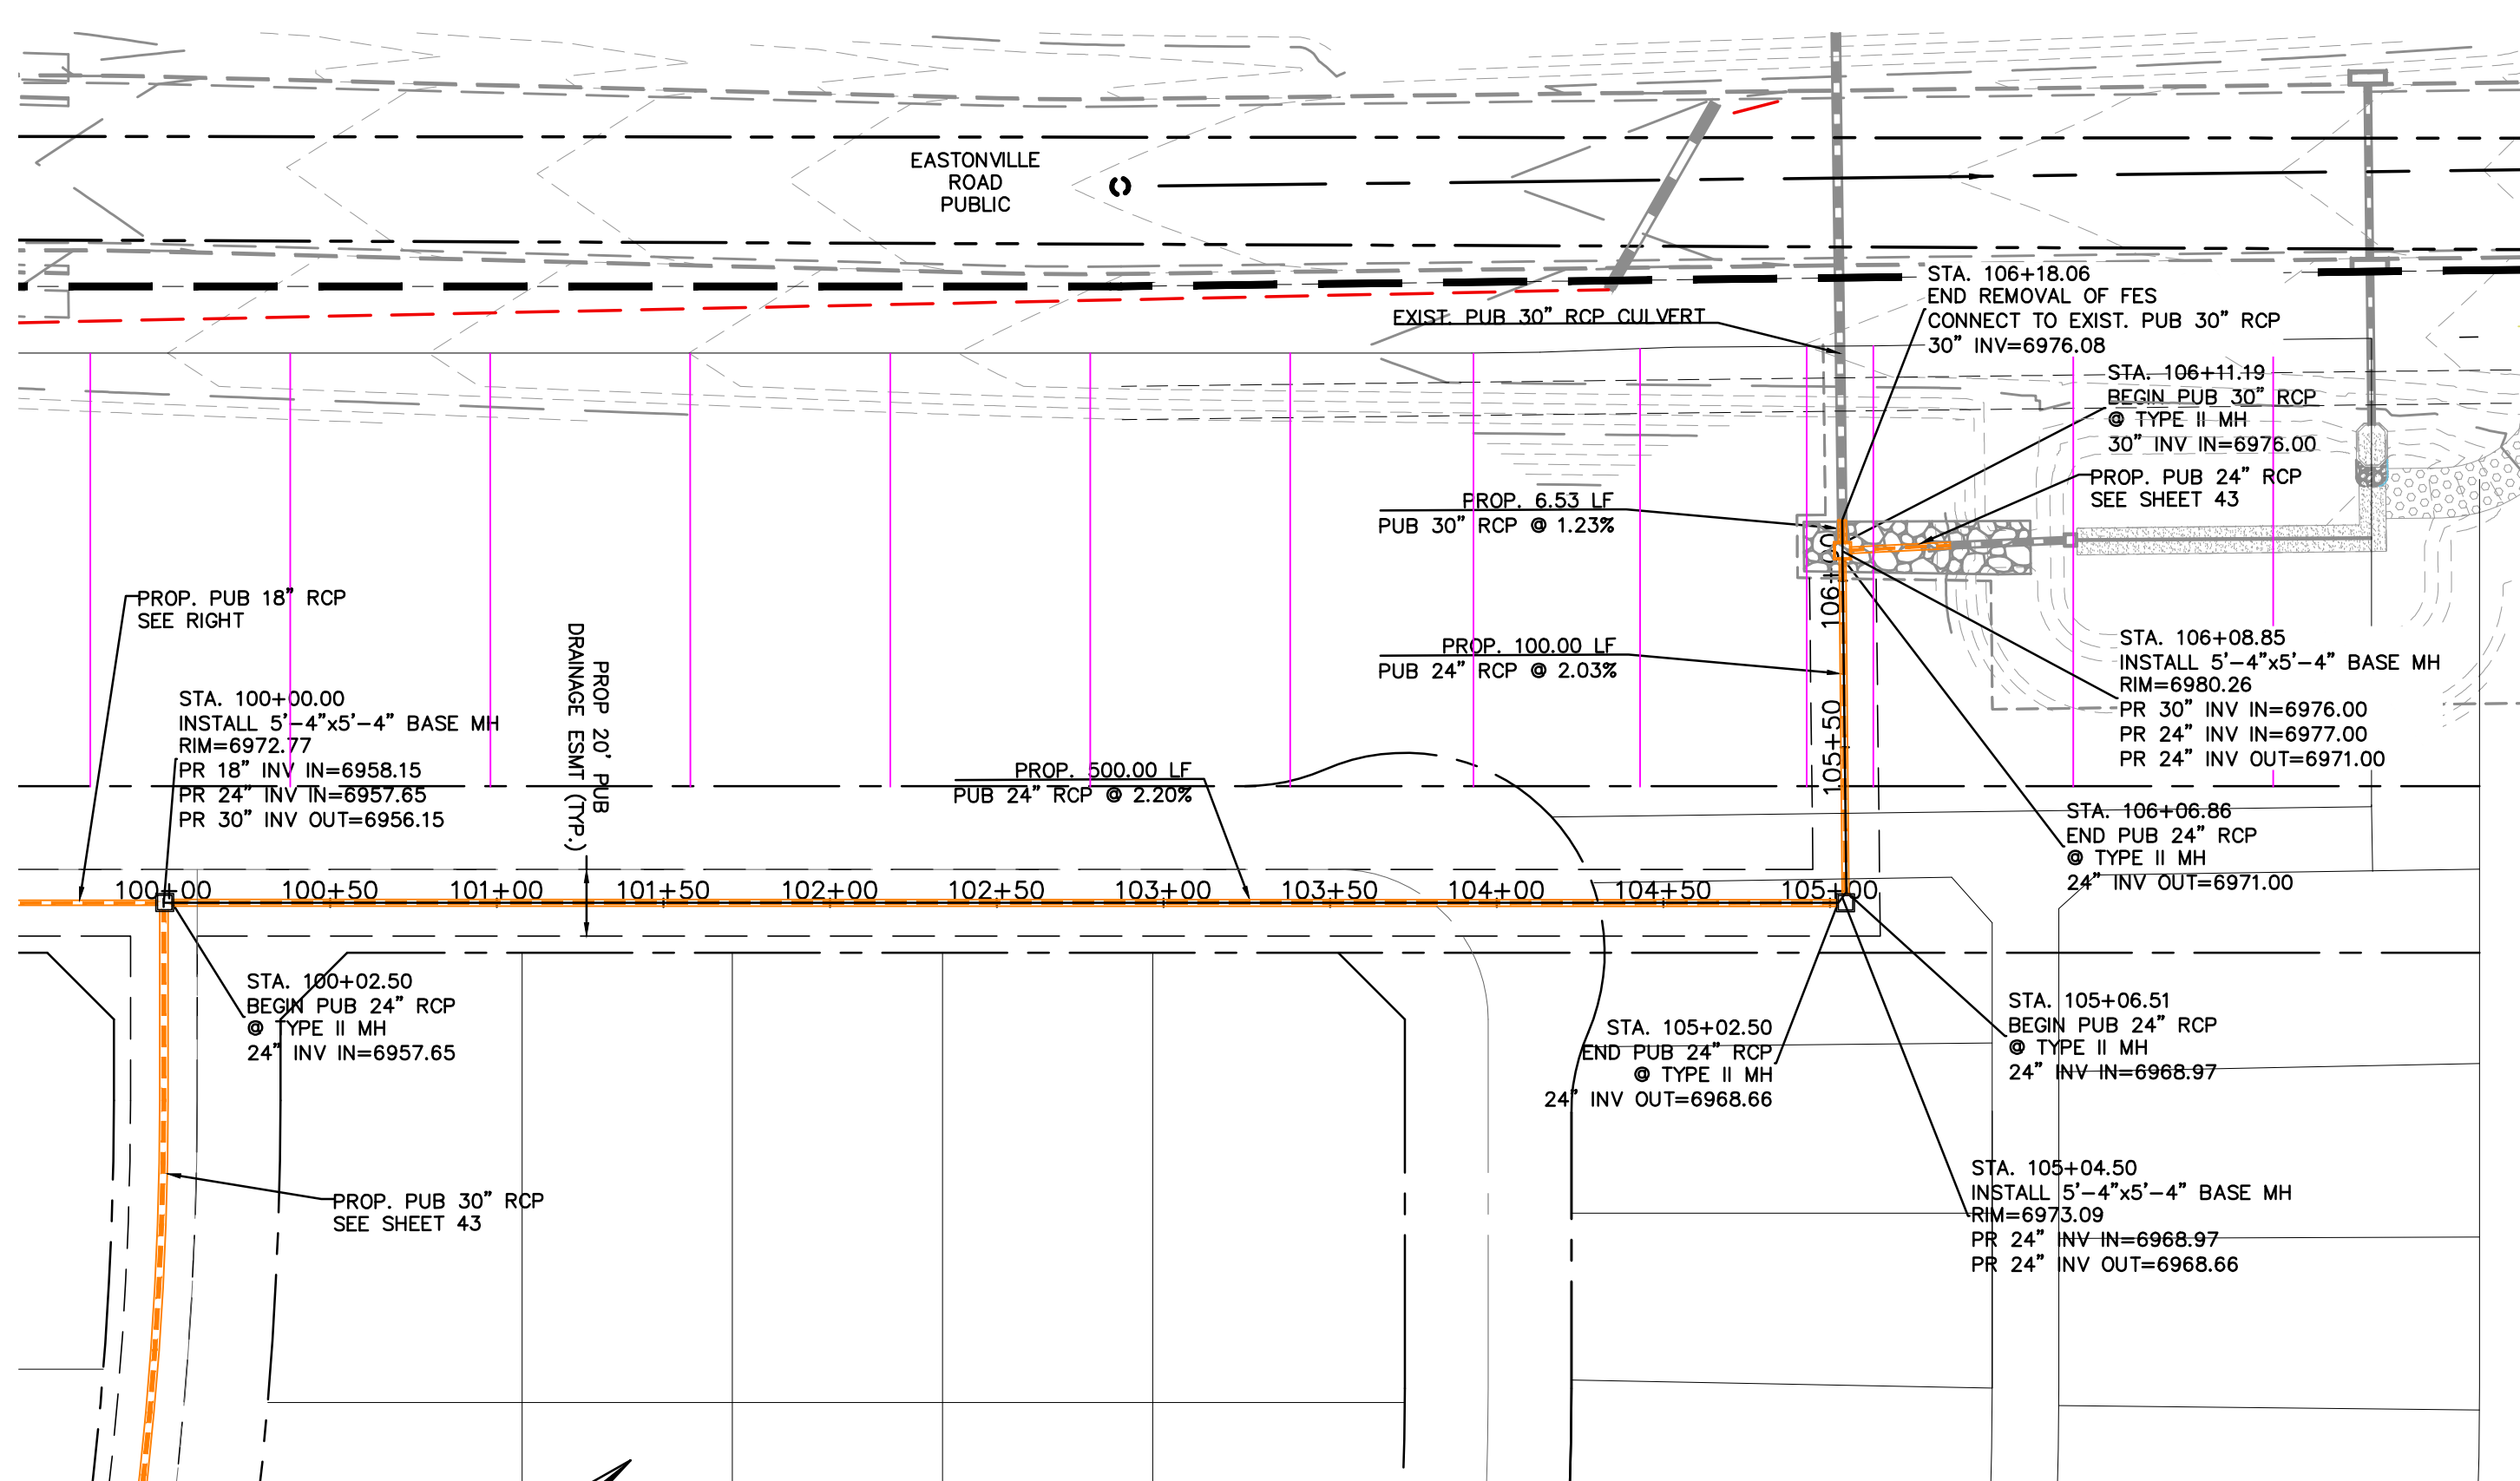 EASTONVILLE
ROAD
PUBLIC
STA. 106+18.06
END REMOVAL OF FES
CONNECT TO EXIST. PUB 30" RCP
30" INV=6976.08
EXIST. PUB 30" RCP CULVERT
STA. 106+11.19
BEGIN PUB 30" RCP
@ TYPE II MH
30" INV IN=6976.00
PROP. PUB 24" RCP
SEE SHEET 43
PROP. 6.53 LF
PUB 30" RCP @ 1.23%
PROP. PUB 18" RCP
SEE RIGHT
PROP. 100.00 LF
PUB 24" RCP @ 2.03%
STA. 106+08.85
INSTALL 5'-4"x5'-4" BASE MH
RIM=6980.26
PR 30" INV IN=6976.00
PR 24" INV IN=6977.00
PR 24" INV OUT=6971.00
STA. 100+00.00
INSTALL 5'-4"x5'-4" BASE MH
RIM=6972.77
PR 18" INV IN=6958.15
PR 24" INV IN=6957.65
PR 30" INV OUT=6956.15
PROP 20' PUB
DRAINAGE ESMT (TYP.)
PROP. 500.00 LF
PUB 24" RCP @ 2.20%
106+00
105+50
STA. 106+06.86
END PUB 24" RCP
@ TYPE II MH
24" INV OUT=6971.00
100+00 100+50 101+00 101+50 102+00 102+50 103+00 103+50 104+00 104+50 105+00
STA. 100+02.50
BEGIN PUB 24" RCP
@ TYPE II MH
24" INV IN=6957.65
STA. 105+02.50
END PUB 24" RCP
@ TYPE II MH
24" INV OUT=6968.66
STA. 105+06.51
BEGIN PUB 24" RCP
@ TYPE II MH
24" INV IN=6968.97
STA. 105+04.50
INSTALL 5'-4"x5'-4" BASE MH
RIM=6973.09
PR 24" INV IN=6968.97
PR 24" INV OUT=6968.66
PROP. PUB 30" RCP
SEE SHEET 43